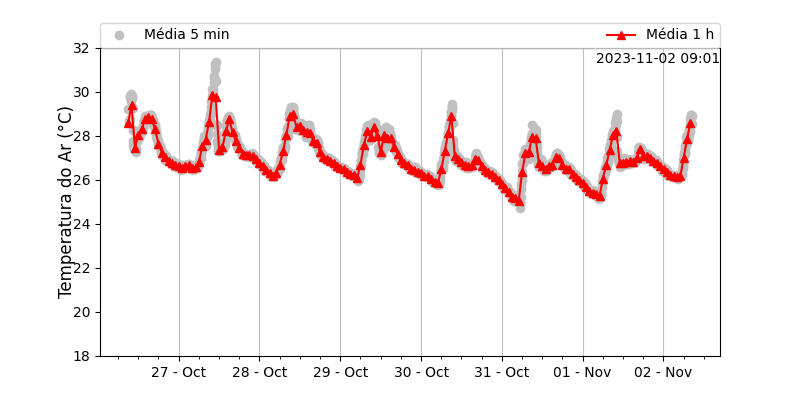 Média 5 min
Média 1 h
2023-11-02 09:01
Temperatura do Ar (°C)
32
30
28
26
24
22
20
18
27 - Oct
28 - Oct
29 - Oct
30 - Oct
31 - Oct
01 - Nov
02 - Nov